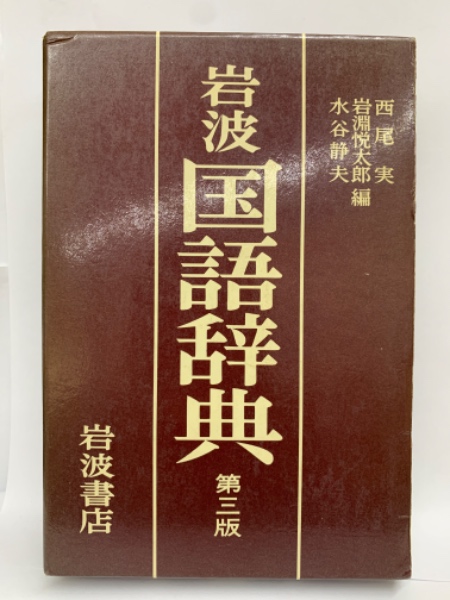 西尾実
岩淵悦太郎 編
水谷静夫
岩波
国語辞典
第三版
岩波書店